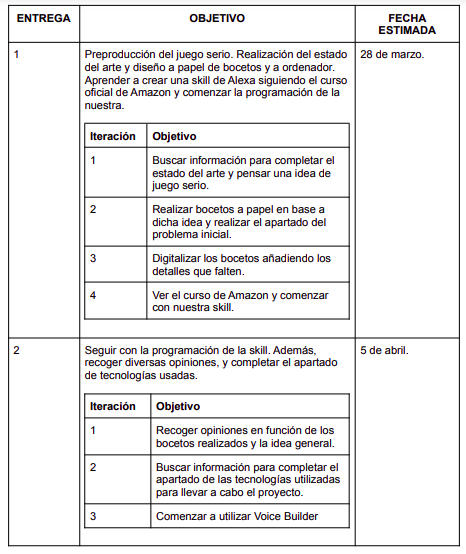 ENTREGA OBJETIVO FECHA
ESTIMADA
1 Preproducción del juego serio. Realización del estado 28 de marzo.
del arte y diseño a papel de bocetos y a ordenador.
Aprender a crear una skill de Alexa siguiendo el curso
oficial de Amazon y comenzar la programación de la
nuestra.
Iteración Objetivo
1 Buscar información para completar el
estado del arte y pensar una idea de
juego serio.
2 Realizar bocetos a papel en base a
dicha idea y realizar el apartado del
problema inicial.
3 Digitalizar los bocetos añadiendo los
detalles que falten.
4 Ver el curso de Amazon y comenzar
con nuestra skill.
2 Seguir con la programación de la skill. Además, 5 de abril.
recoger diversas opiniones, y completar el apartado
de tecnologías usadas.
Iteración Objetivo
1 Recoger opiniones en función de los
bocetos realizados y la idea general.
2 Buscar información para completar el
apartado de las tecnologías utilizadas
para llevar a cabo el proyecto.
3 Comenzar a utilizar Voice Builder